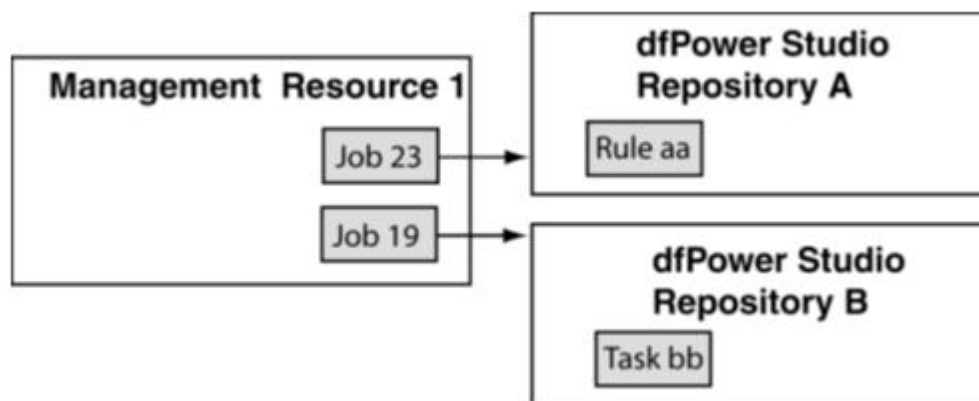 Management Resource 1
Job 23
Job 19
dfPower Studio
Repository A
Rule aa
dfPower Studio
Repository B
Task bb